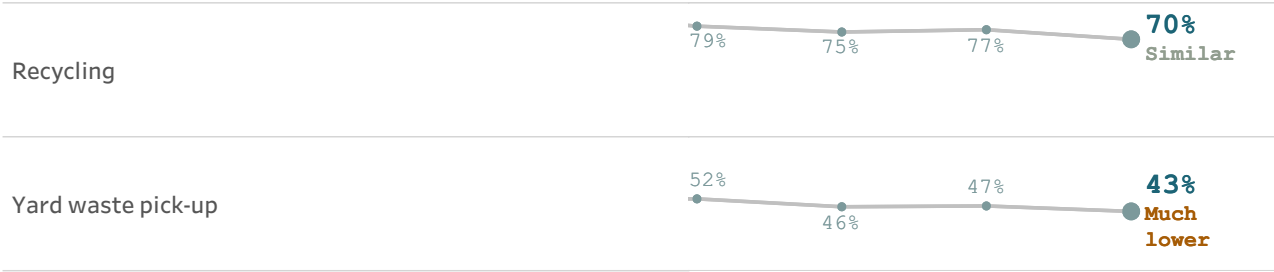 70%
79%
75%
77%
Similar
Recycling
52%
47%
43%
Yard waste pick-up
46%
Much
lower